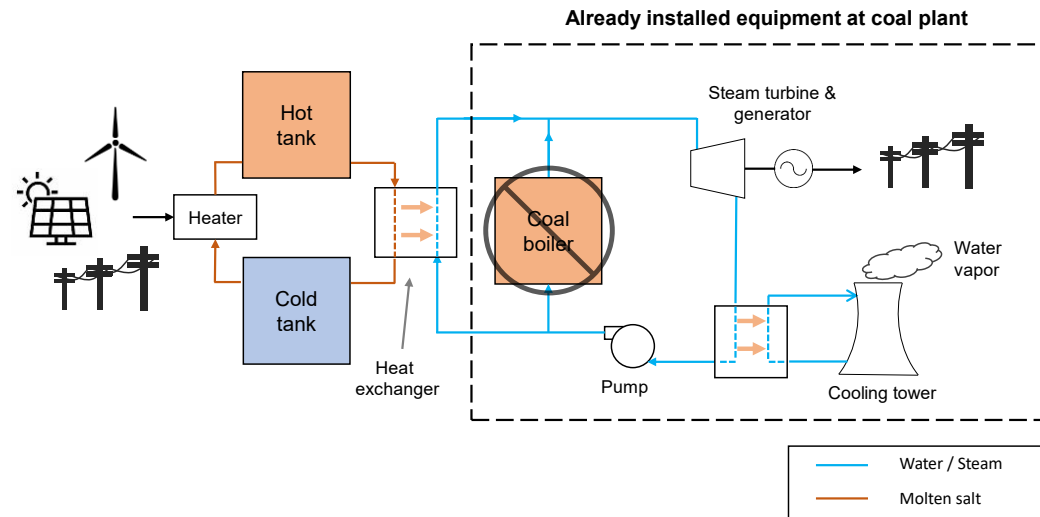 Already installed equipment at coal plant
Steam turbine &
generator
Hot
tank
Heater
Coal
boiler
Cold
tank
Water
vapor
Heat
exchanger
Pump
Cooling tower
Water / Steam
Molten salt